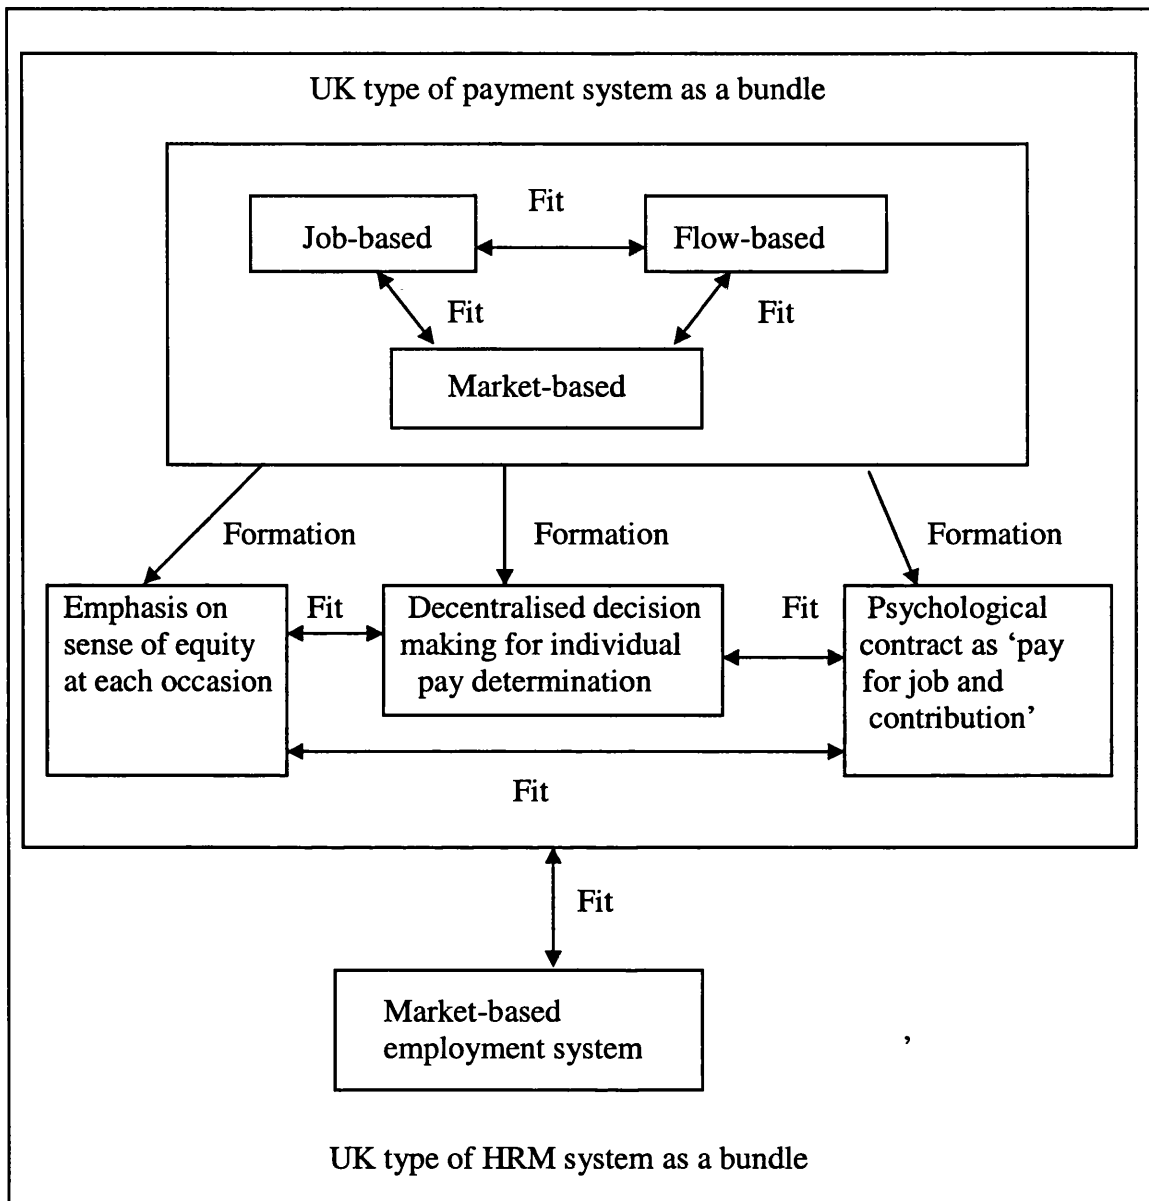 UK type of payment system as a bundle
Fit
Job-based
Flow-based
Fit
Fit
Market-based
Formation
Formation
Formation
Emphasis on
sense of equity
at each occasion
Fit
Decentralised decision
making for individual
pay determination
Fit
Psychological
contract as ‘pay
for job and
contribution’
Fit
Fit
Market-based
employment system
UK type of HRM system as a bundle